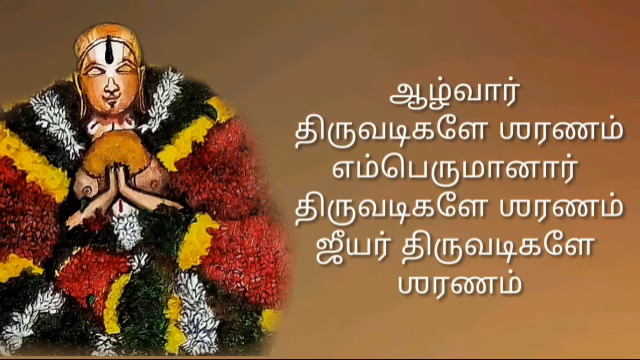 ஆழ்வார்
திருவடிகளே ஶரணம்
எம்பெருமானார்
திருவடிகளே ஶரணம்
ஜீயர் திருவடிகளே
ஶரணம்